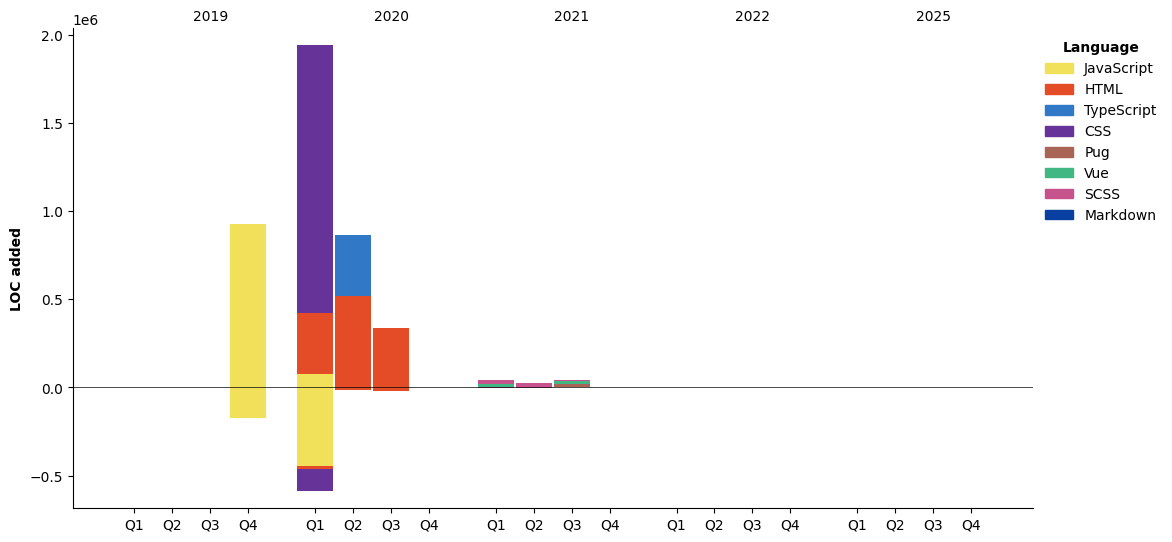 1e6
2019 2020 2021 2022 2025
2.0
1.5
1.0
0.5
0.0
−0.5
LOC added
Q1 Q2 Q3 Q4 Q1 Q2 Q3 Q4 Q1 Q2 Q3 Q4 Q1 Q2 Q3 Q4 Q1 Q2 Q3 Q4
Language
JavaScript
HTML
TypeScript
CSS
Pug
Vue
SCSS
Markdown